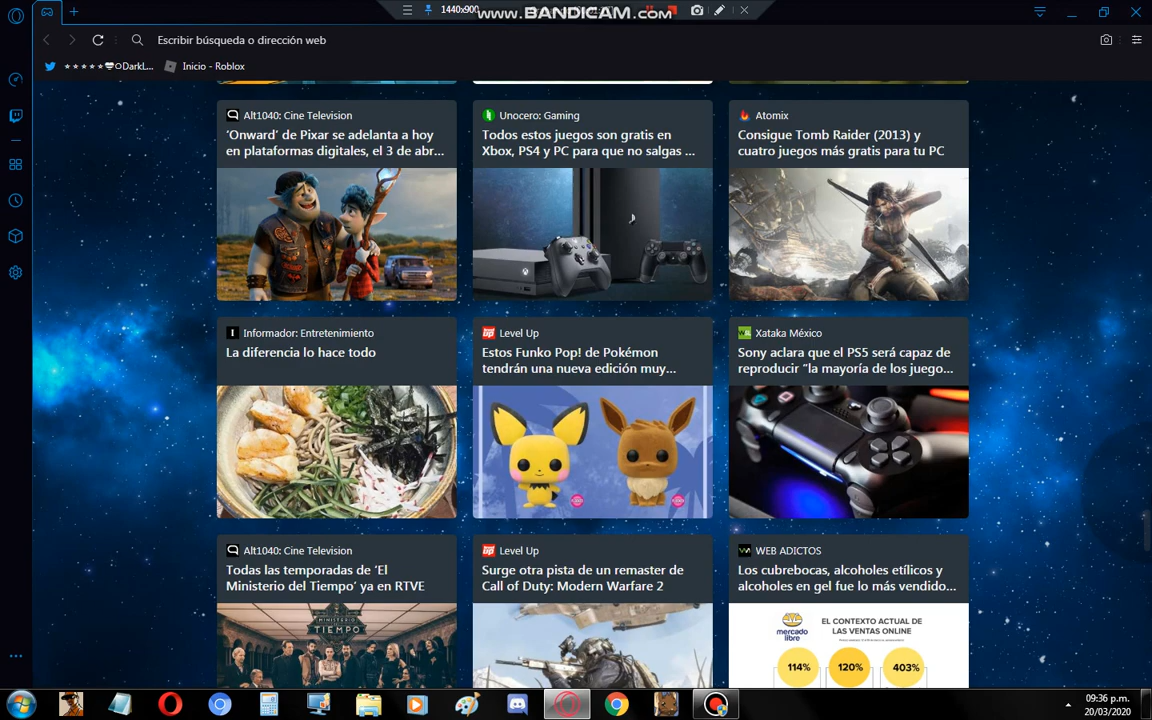 1440x900
www.BANDICAM.com
Escribir búsqueda o dirección web
Inicio - Roblox
Alt1040: Cine Television
'Onward' de Pixar se adelanta a hoy
en plataformas digitales, el 3 de abr...
Unocero: Gaming
Todos estos juegos son gratis en
Xbox, PS4 y PC para que no salgas ...
Atomix
Consigue Tomb Raider (2013) y
cuatro juegos más gratis para tu PC
Informador: Entretenimiento
La diferencia lo hace todo
Level Up
Estos Funko Pop! de Pokémon
tendrán una nueva edición muy...
Xataka México
Sony aclara que el PS5 será capaz de
reproducir "la mayoría de los juego...
Alt1040: Cine Television
Todas las temporadas de 'El
Ministerio del Tiempo' ya en RTVE
MINISTERIO
TIEMPO
Level Up
Surge otra pista de un remaster de
Call of Duty: Modern Warfare 2
WEB ADICTOS
Los cubrebocas, alcoholes etílicos y
alcoholes en gel fue lo más vendido...
mercado
libre
EL CONTEXTO ACTUAL DE
LAS VENTAS ONLINE
114%
120%
403%
09:36 p.m.
20/03/2020